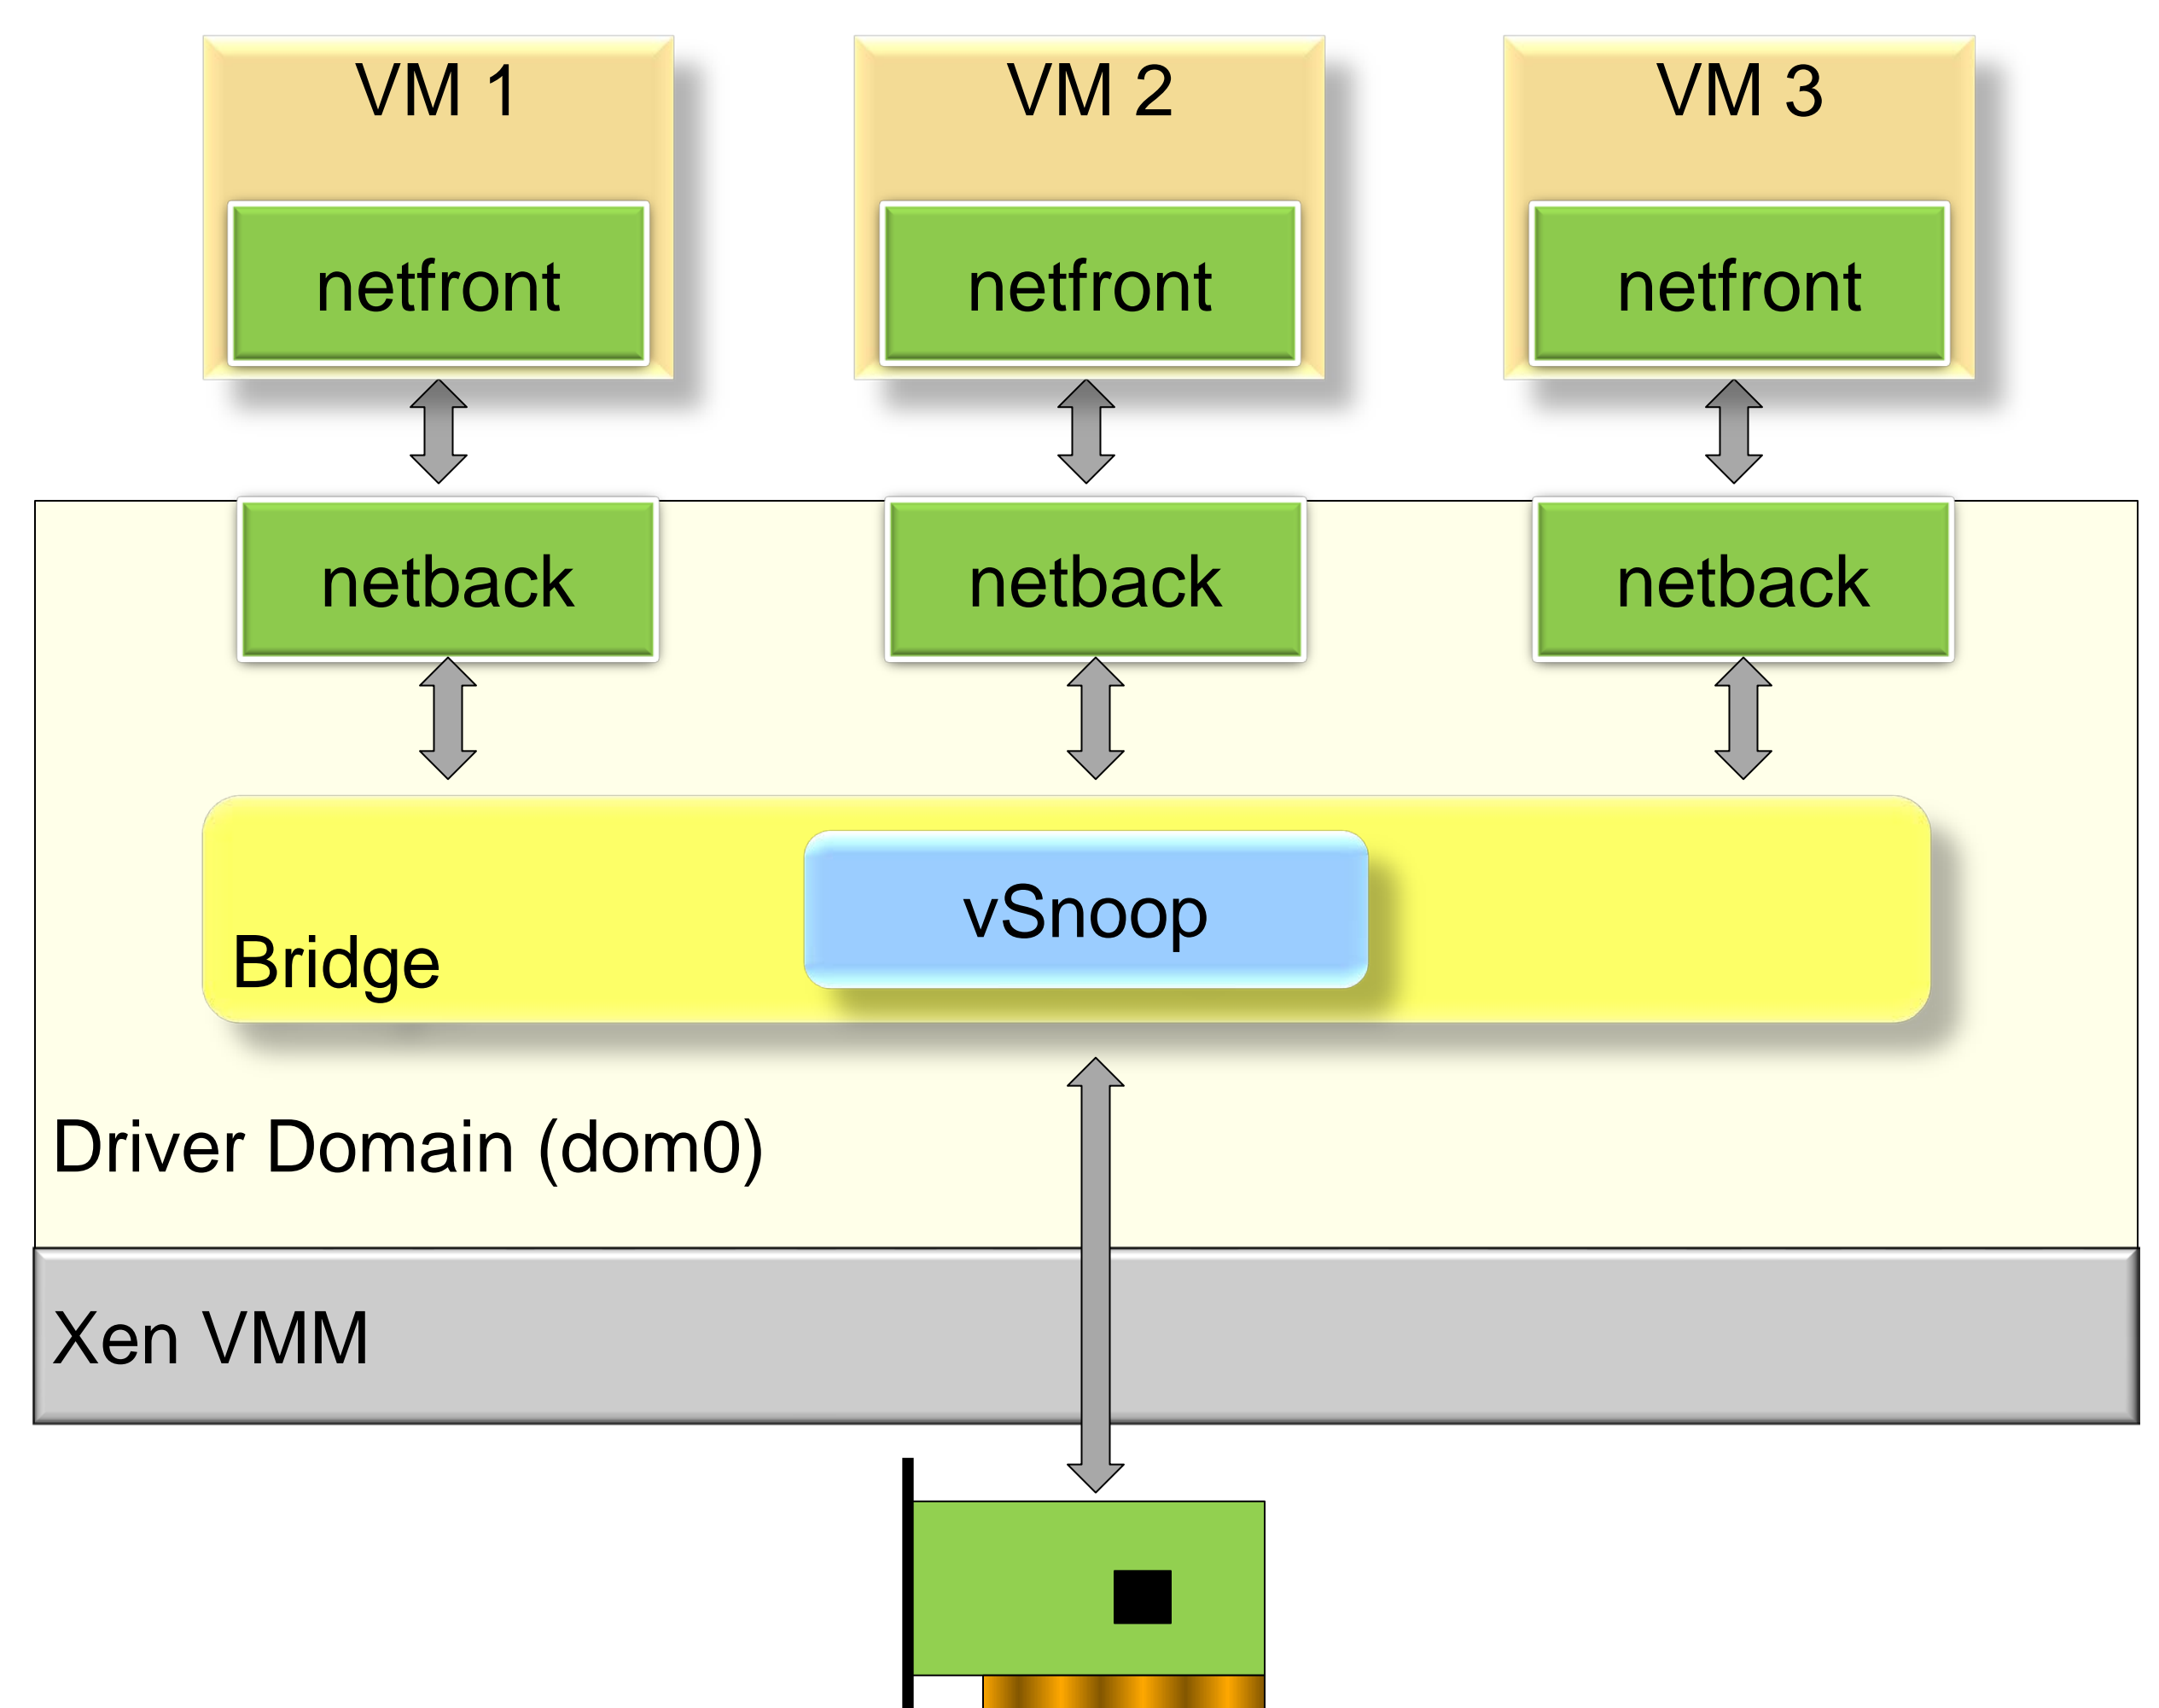 VM 1
VM 2
VM 3
netfront
netfront
netfront
netback
netback
netback
vSnoop
Bridge
Driver Domain (dom0)
Xen VMM